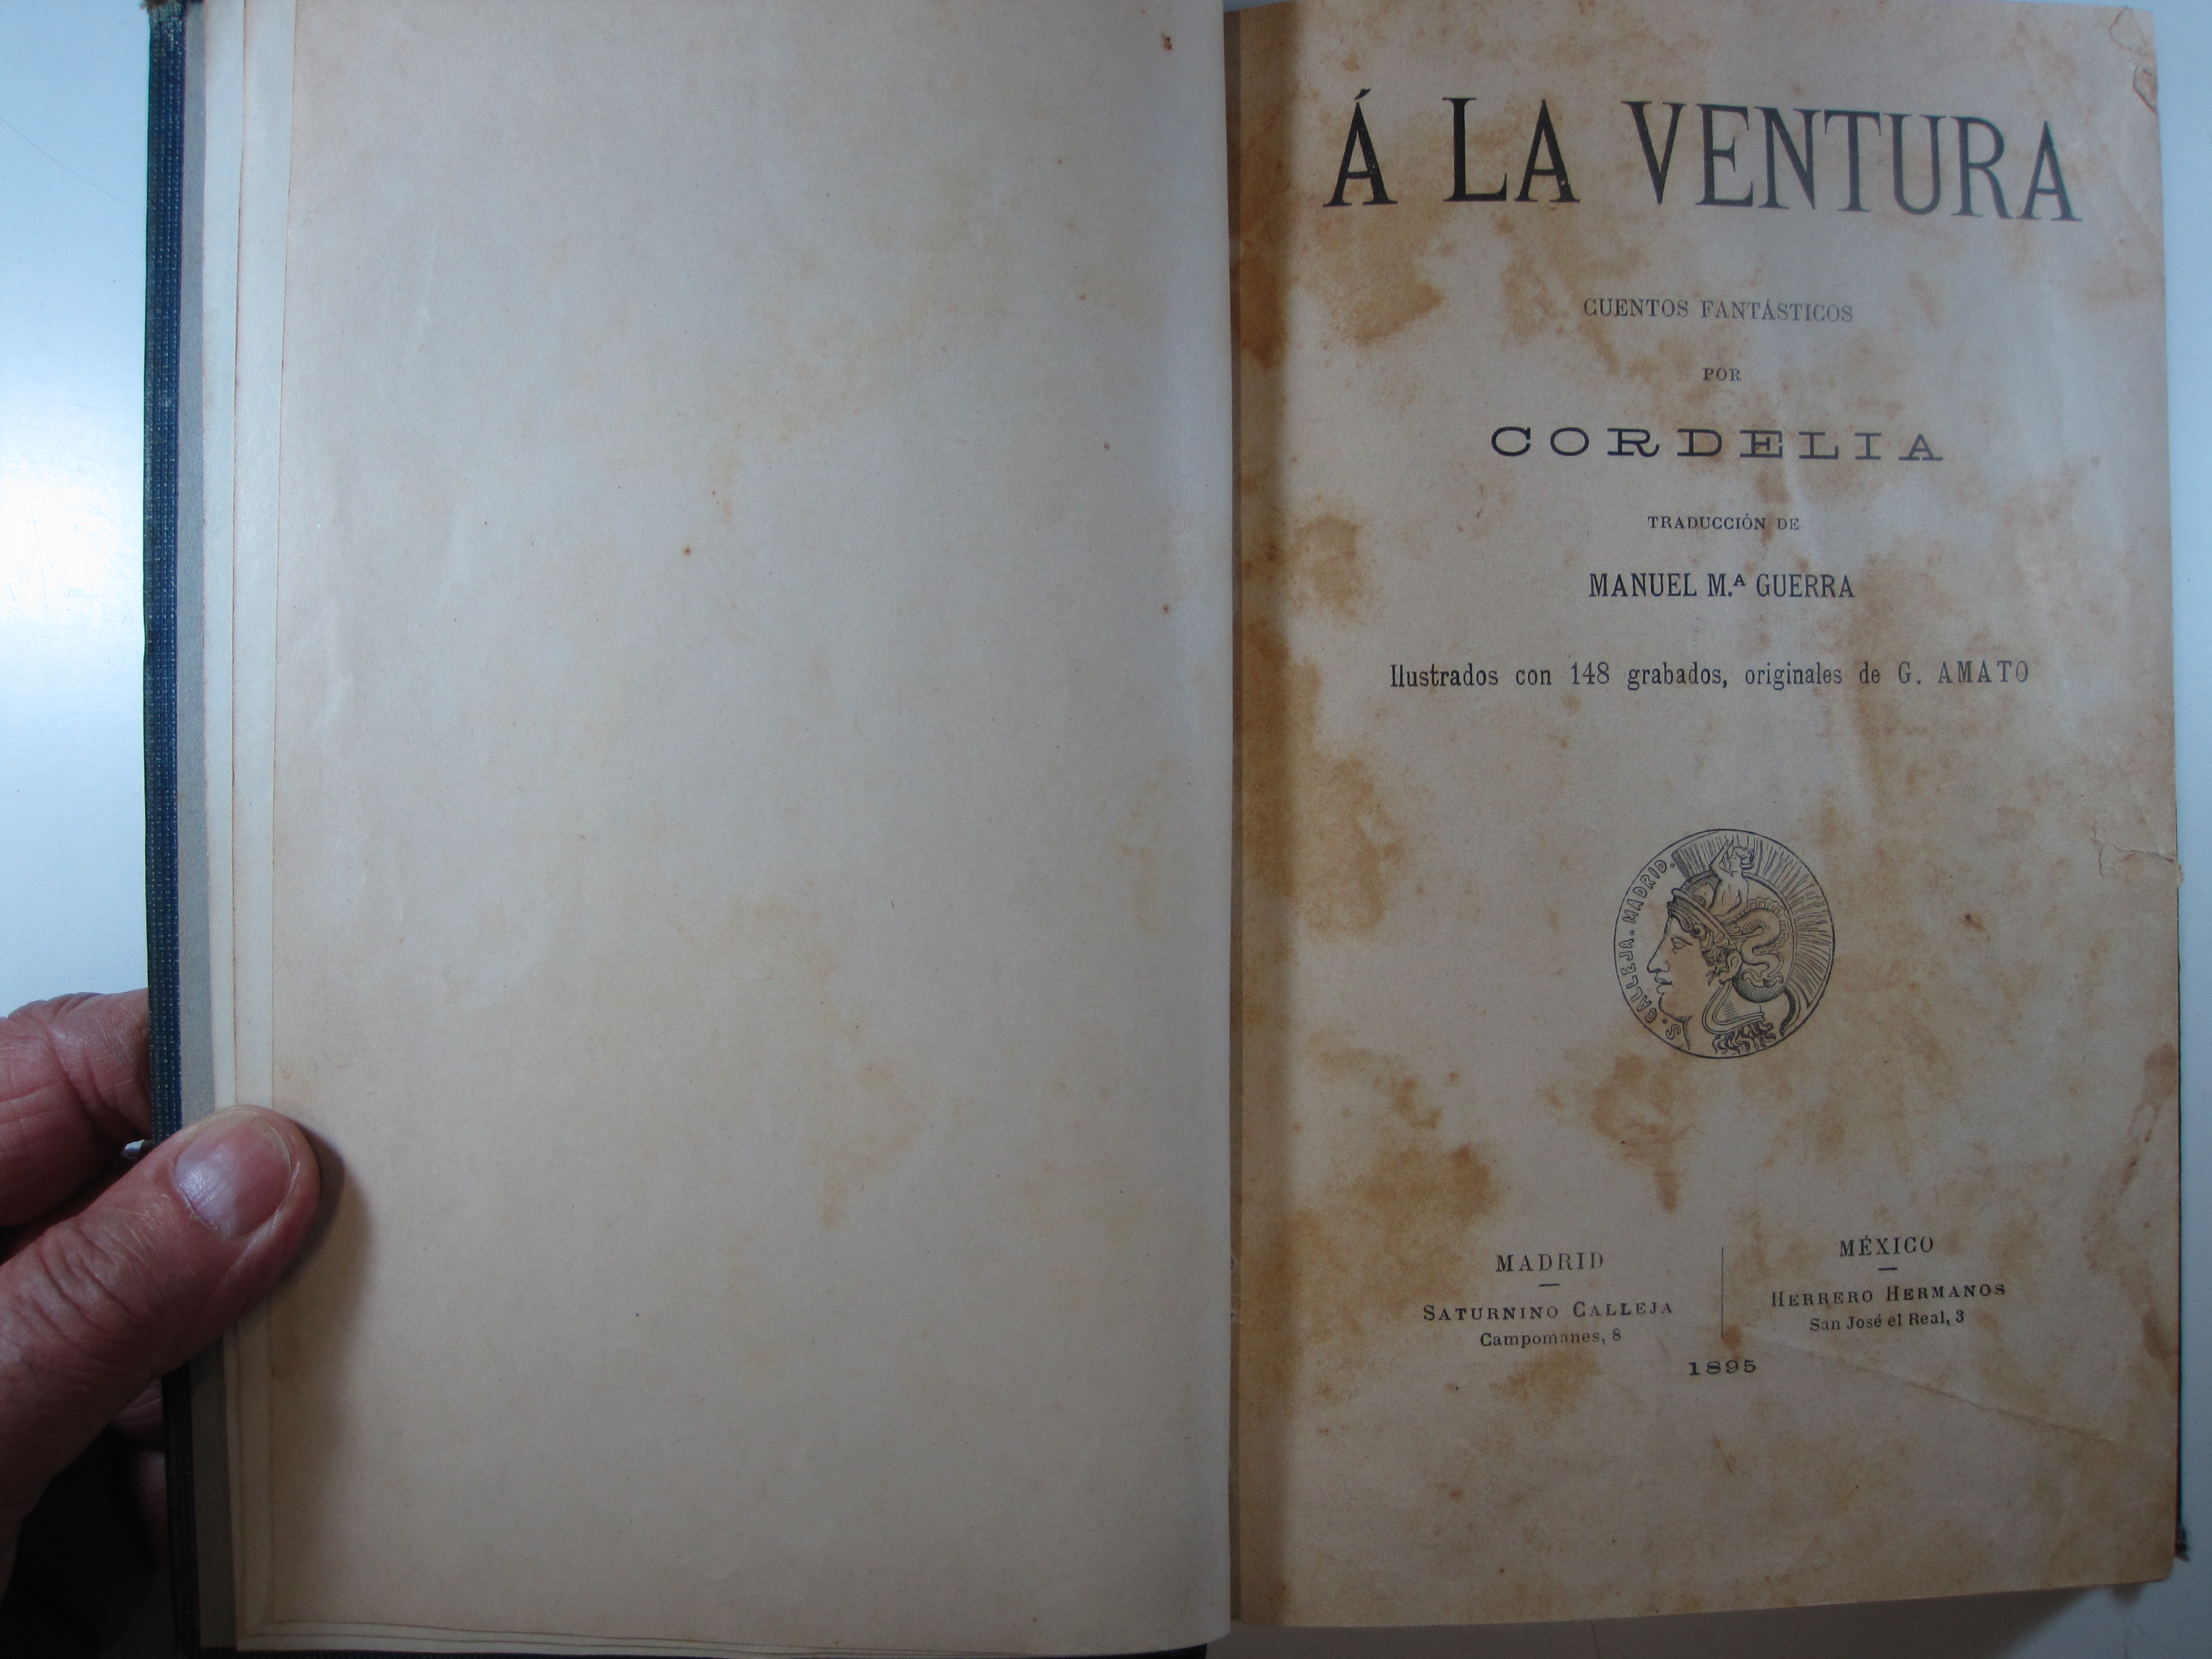 Á LA VENTURA
CUENTOS FANTÁSTICOS
POR
CORDELIA
TRADUCCIÓN DE
MANUEL M.ᴬ GUERRA
Ilustrados con 148 grabados, originales de G. AMATO
S. CALLEJA. MADRID.
MADRID
SATURNINO CALLEJA
Campomanes, 8
MÉXICO
HERRERO HERMANOS
San José el Real, 3
1895